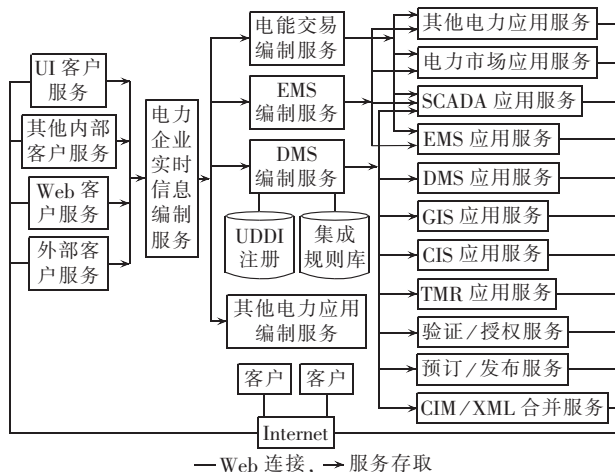 UI 客户
服务
其他内部
客户服务
Web 客
户服务
外部客
户服务
电力
企业
实时
信息
编制
服务
电能交易
编制服务
EMS
编制服务
DMS
编制服务
UDDI
注册
集成
规则库
其他电力应用
编制服务
客户
客户
Internet
其他电力应用服务
电力市场应用服务
SCADA 应用服务
EMS 应用服务
DMS 应用服务
GIS 应用服务
CIS 应用服务
TMR 应用服务
验证/授权服务
预订/发布服务
CIM/XML 合并服务
— Web 连接, → 服务存取